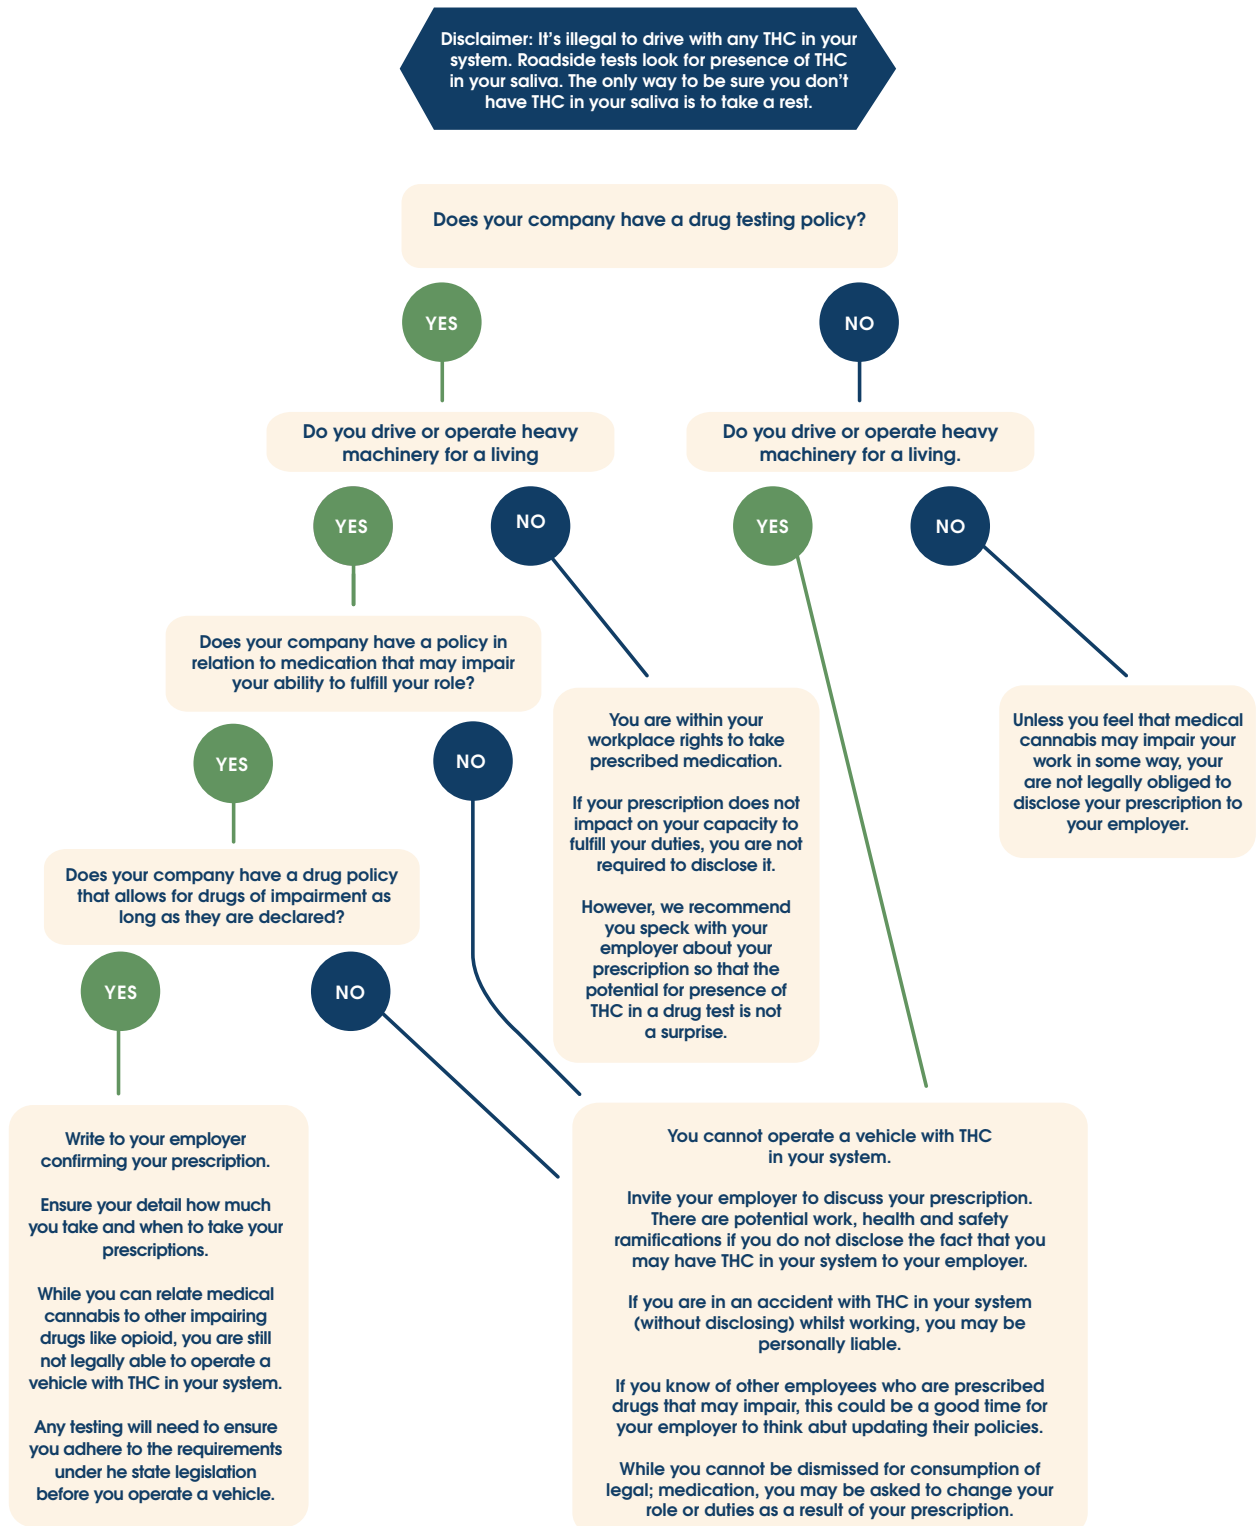 Disclaimer: It's illegal to drive with any THC in your
system. Roadside tests look for presence of THC
in your saliva. The only way to be sure you don't
have THC in your saliva is to take a rest.
Does your company have a drug testing policy?
YES
NO
Do you drive or operate heavy
machinery for a living
Do you drive or operate heavy
machinery for a living.
YES
NO
YES
NO
Does your company have a policy in
relation to medication that may impair
your ability to fulfill your role?
YES
NO
You are within your
workplace rights to take
prescribed medication.
If your prescription does not
impact on your capacity to
fulfill your duties, you are not
required to disclose it.
However, we recommend
you speck with your
employer about your
prescription so that the
potential for presence of
THC in a drug test is not
a surprise.
Unless you feel that medical
cannabis may impair your
work in some way, your
are not legally obliged to
disclose your prescription to
your employer.
Does your company have a drug policy
that allows for drugs of impairment as
long as they are declared?
YES
NO
Write to your employer
confirming your prescription.
Ensure your detail how much
you take and when to take your
prescriptions.
While you can relate medical
cannabis to other impairing
drugs like opioid, you are still
not legally able to operate a
vehicle with THC in your system.
Any testing will need to ensure
you adhere to the requirements
under he state legislation
before you operate a vehicle.
You cannot operate a vehicle with THC
in your system.
Invite your employer to discuss your prescription.
There are potential work, health and safety
ramifications if you do not disclose the fact that you
may have THC in your system to your employer.
If you are in an accident with THC in your system
(without disclosing) whilst working, you may be
personally liable.
If you know of other employees who are prescribed
drugs that may impair, this could be a good time for
your employer to think abut updating their policies.
While you cannot be dismissed for consumption of
legal; medication, you may be asked to change your
role or duties as a result of your prescription.